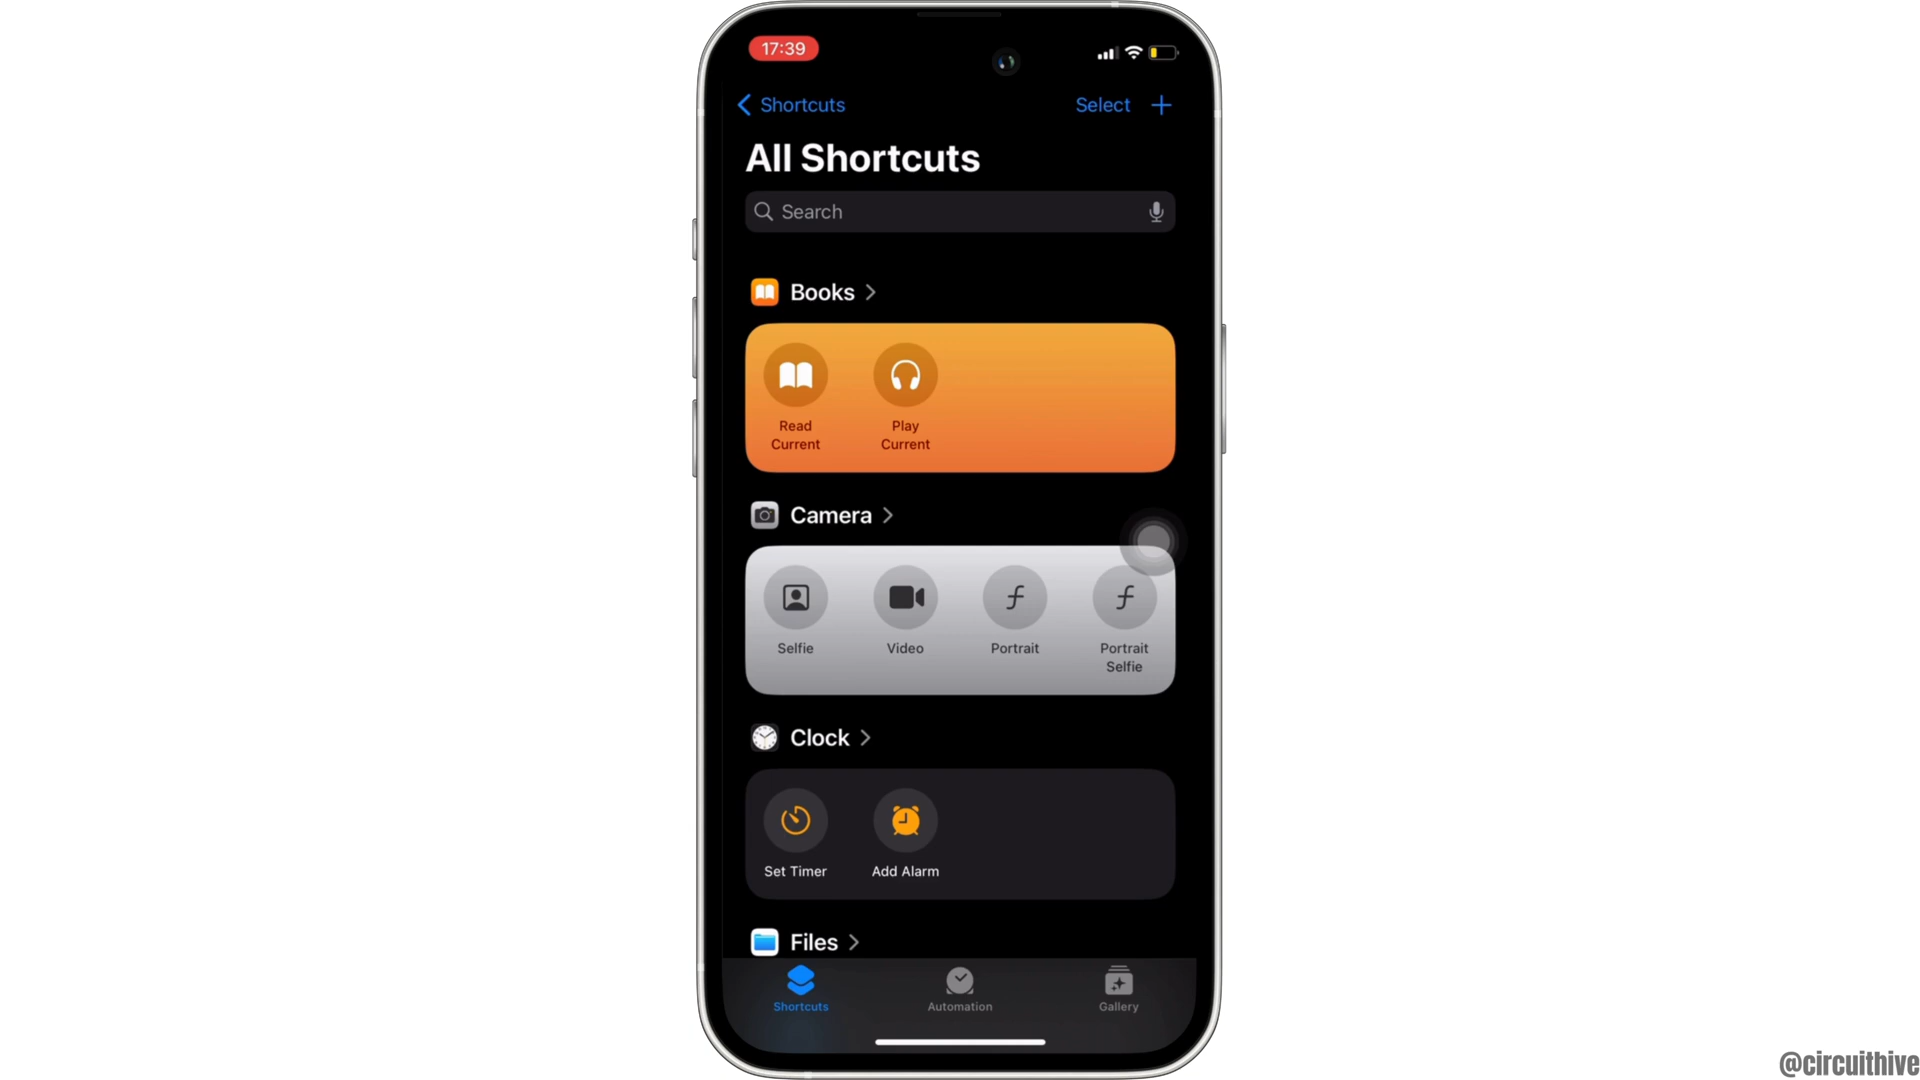 17:39
Shortcuts
Select
All Shortcuts
Search
Books
Read
Current
Play
Current
Camera
Selfie
Video
Portrait
Portrait
Selfie
Clock
Set Timer
Add Alarm
Files
Shortcuts
Automation
Gallery
@circuithive